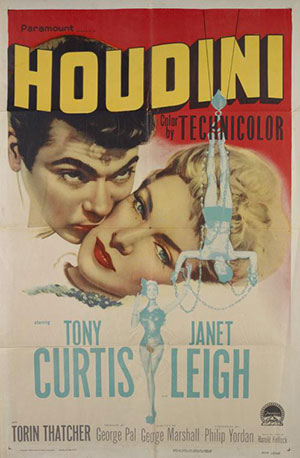 Paramount .....
HOUDINI
Color
by TECHNICOLOR
starring
TONY JANET
CURTIS LEIGH
TORIN THATCHER
George Pal George Marshall Philip Yordan